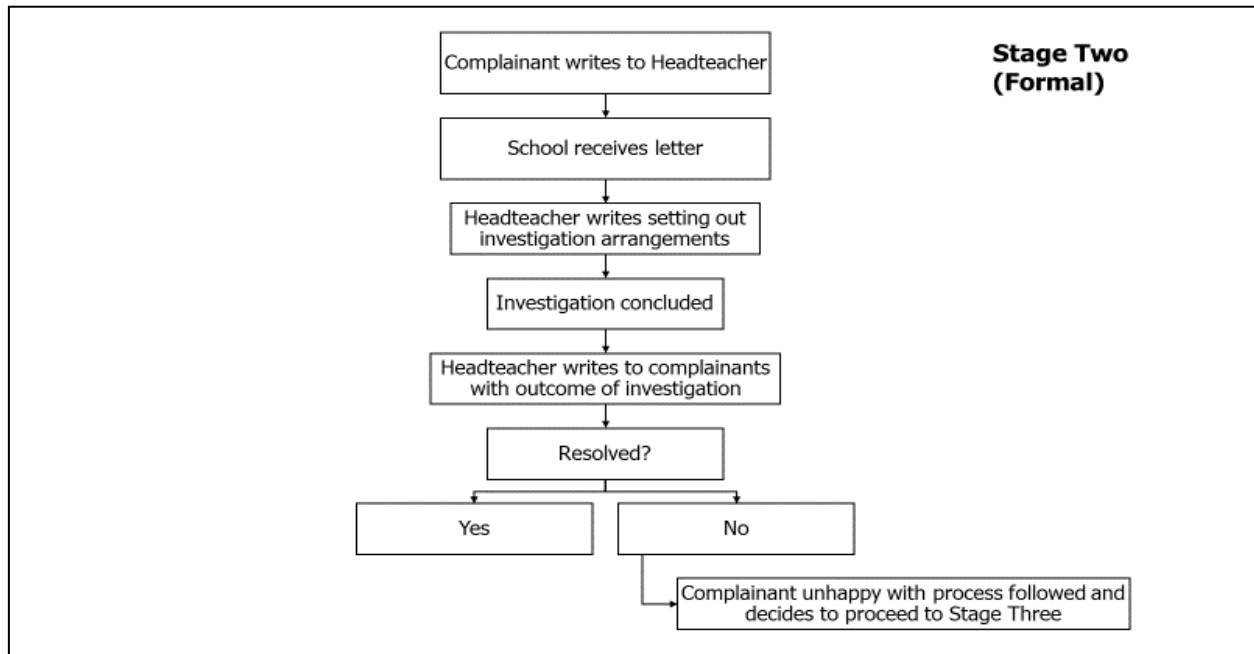 Stage Two
(Formal)
Complainant writes to Headteacher
School receives letter
Headteacher writes setting out
investigation arrangements
Investigation concluded
Headteacher writes to complainants
with outcome of investigation
Resolved?
Yes
No
Complainant unhappy with process followed and
decides to proceed to Stage Three